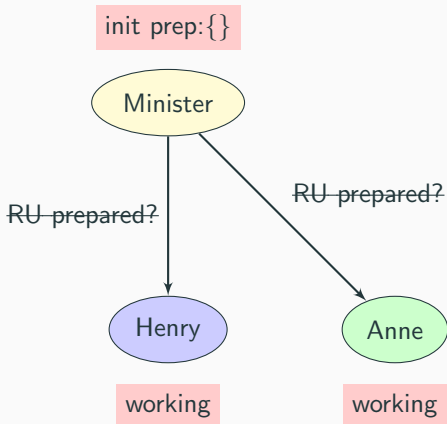 init prep:{}
Minister
RU prepared?
RU prepared?
Henry
Anne
working
working